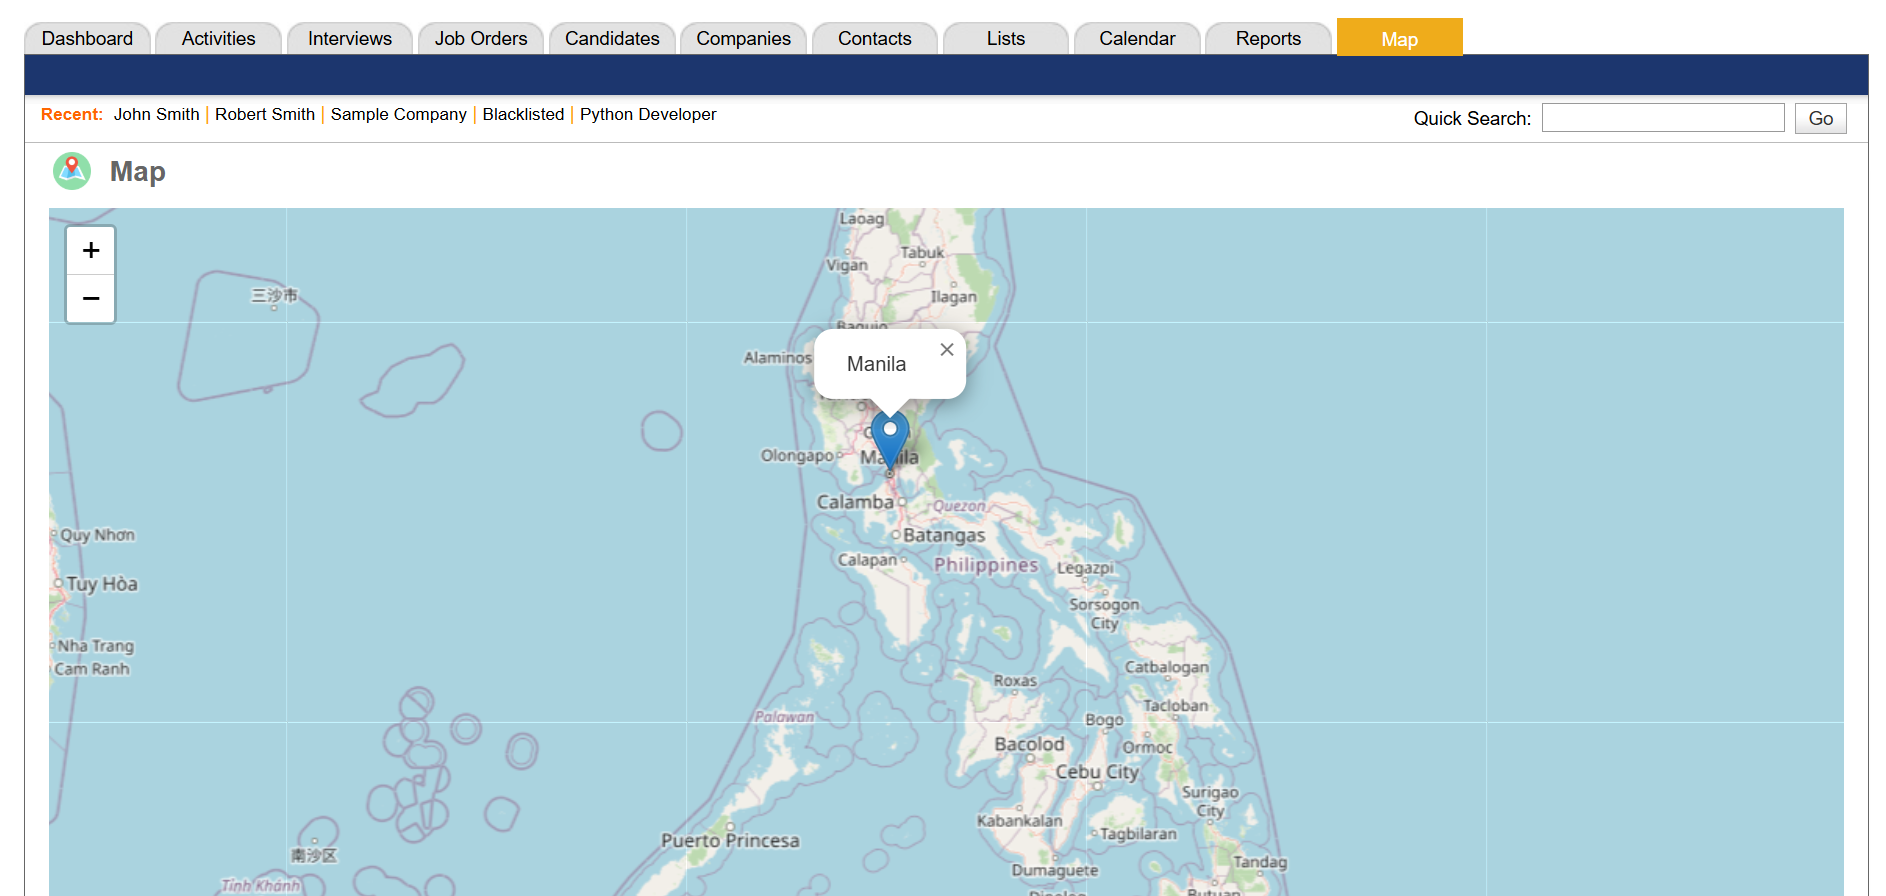 Dashboard Activities Interviews Job Orders Candidates Companies Contacts Lists Calendar Reports Map
Recent: John Smith | Robert Smith | Sample Company | Blacklisted | Python Developer
Quick Search: Go
Map
+
−
Laoag
Tabuk
Vigan
三沙市
Ilagan
Baguio
Alaminos
Manila ×
Olongapo
Manila
Calamba
Quezon
Quy Nhơn
Batangas
Calapan
Philippines
Legazpi
Tuy Hòa
Sorsogon
City
Nha Trang
Cam Ranh
Catbalogan
Roxas
Tacloban
Palawan
Bogo
Bacolod
Ormoc
Cebu City
Surigao
City
Kabankalan
Tagbilaran
Puerto Princesa
南沙区
Tandag
Dumaguete
Tỉnh Khánh
Butuan